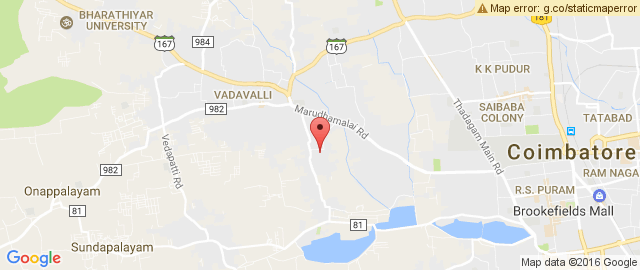 Map error: g.co/staticmaperror
BHARATHIYAR
UNIVERSITY
984
167
167
181
K K PUDUR
VADAVALLI
982
Marudhamalai Rd
SAIBABA
COLONY
TATABAD
Thadagam Main Rd
Vedapatti Rd
Coimbatore
982
RAM NAGA
Onappalayam
R.S. PURAM
81
Brookefields Mall
81
Sundapalayam
Google
Map data ©2016 Google